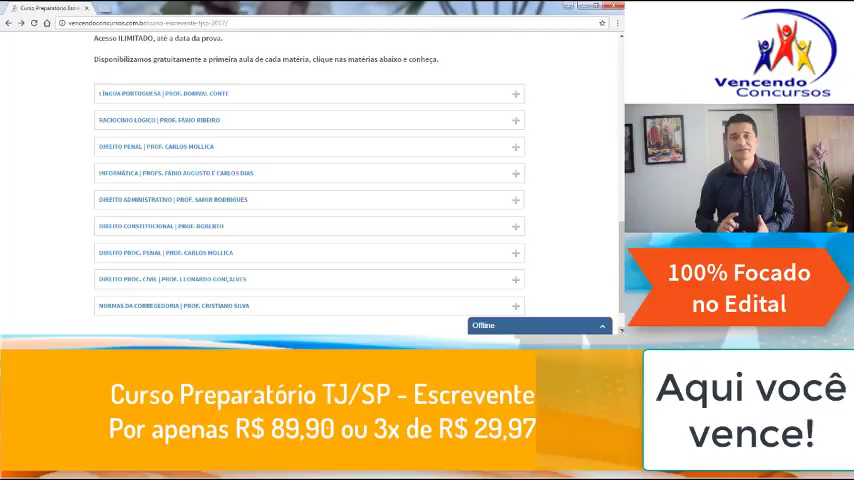 Curso Preparatório Escre
vencendoconcursos.com.br/curso-escrevente-tjsp-2017/
Acesso ILIMITADO, até a data da prova.
Disponibilizamos gratuitamente a primeira aula de cada matéria, clique nas matérias abaixo e conheça.
LÍNGUA PORTUGUESA | PROF. DORIVAL CONTE
RACIOCÍNIO LOGICO | PROF. FÁBIO RIBEIRO
DIREITO PENAL | PROF. CARLOS MOLLICA
INFORMÁTICA | PROFS. FÁBIO AUGUSTO E CARLOS DIAS
DIREITO ADMINISTRATIVO | PROF. SAMIR RODRIGUES
DIREITO CONSTITUCIONAL | PROF. ROBERTO
DIREITO PROC. PENAL | PROF. CARLOS MOLLICA
DIREITO PROC. CIVIL | PROF. LEONARDO GONÇALVES
NORMAS DA CORREGEDORIA | PROF. CRISTIANO SILVA
Offline
Vencendo
Concursos
100% Focado
no Edital
Curso Preparatório TJ/SP - Escrevente
Por apenas R$ 89,90 ou 3x de R$ 29,97
Aqui você
vence!